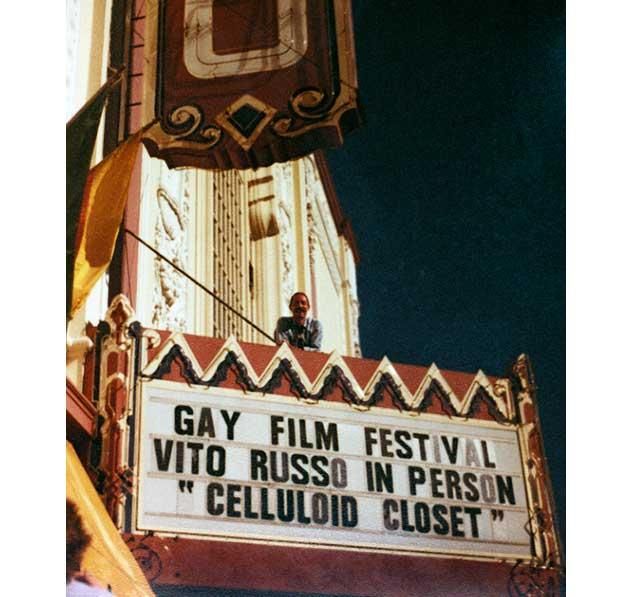 O
GAY FILM FESTIVAL
VITO RUSSO IN PERSON
" CELLULOID CLOSET "